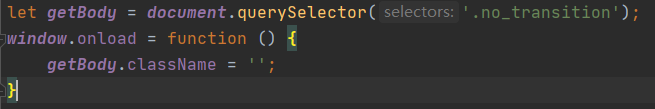 let getBody = document.querySelector( selectors: '.no_transition');
window.onload = function () {
    getBody.className = '';
}